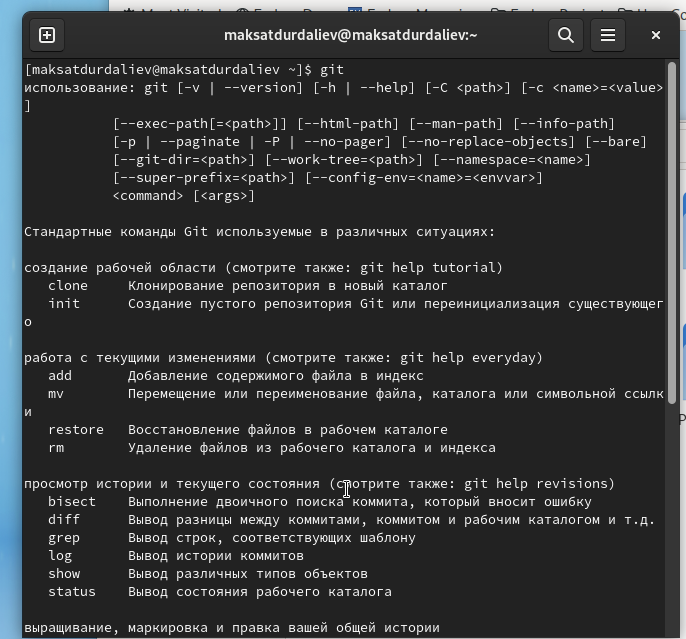 maksatdurdaliev@maksatdurdaliev:~
[maksatdurdaliev@maksatdurdaliev ~]$ git
использование: git [-v | --version] [-h | --help] [-C <path>] [-c <name>=<value>
]
[--exec-path[=<path>]] [--html-path] [--man-path] [--info-path]
[-p | --paginate | -P | --no-pager] [--no-replace-objects] [--bare]
[--git-dir=<path>] [--work-tree=<path>] [--namespace=<name>]
[--super-prefix=<path>] [--config-env=<name>=<envvar>]
<command> [<args>]
Стандартные команды Git используемые в различных ситуациях:
создание рабочей области (смотрите также: git help tutorial)
clone Клонирование репозитория в новый каталог
init Создание пустого репозитория Git или переинициализация существующег
о
работа с текущими изменениями (смотрите также: git help everyday)
add Добавление содержимого файла в индекс
mv Перемещение или переименование файла, каталога или символьной ссылк
и
restore Восстановление файлов в рабочем каталоге
rm Удаление файлов из рабочего каталога и индекса
просмотр истории и текущего состояния (смотрите также: git help revisions)
bisect Выполнение двоичного поиска коммита, который вносит ошибку
diff Вывод разницы между коммитами, коммитом и рабочим каталогом и т.д.
grep Вывод строк, соответствующих шаблону
log Вывод истории коммитов
show Вывод различных типов объектов
status Вывод состояния рабочего каталога
выращивание, маркировка и правка вашей общей истории